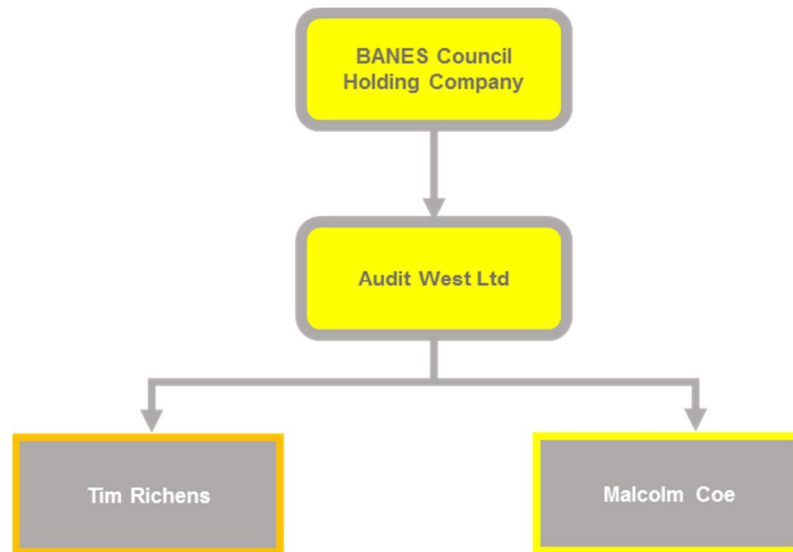 BANES Council
Holding Company
Audit West Ltd
Tim Richens
Malcolm Coe